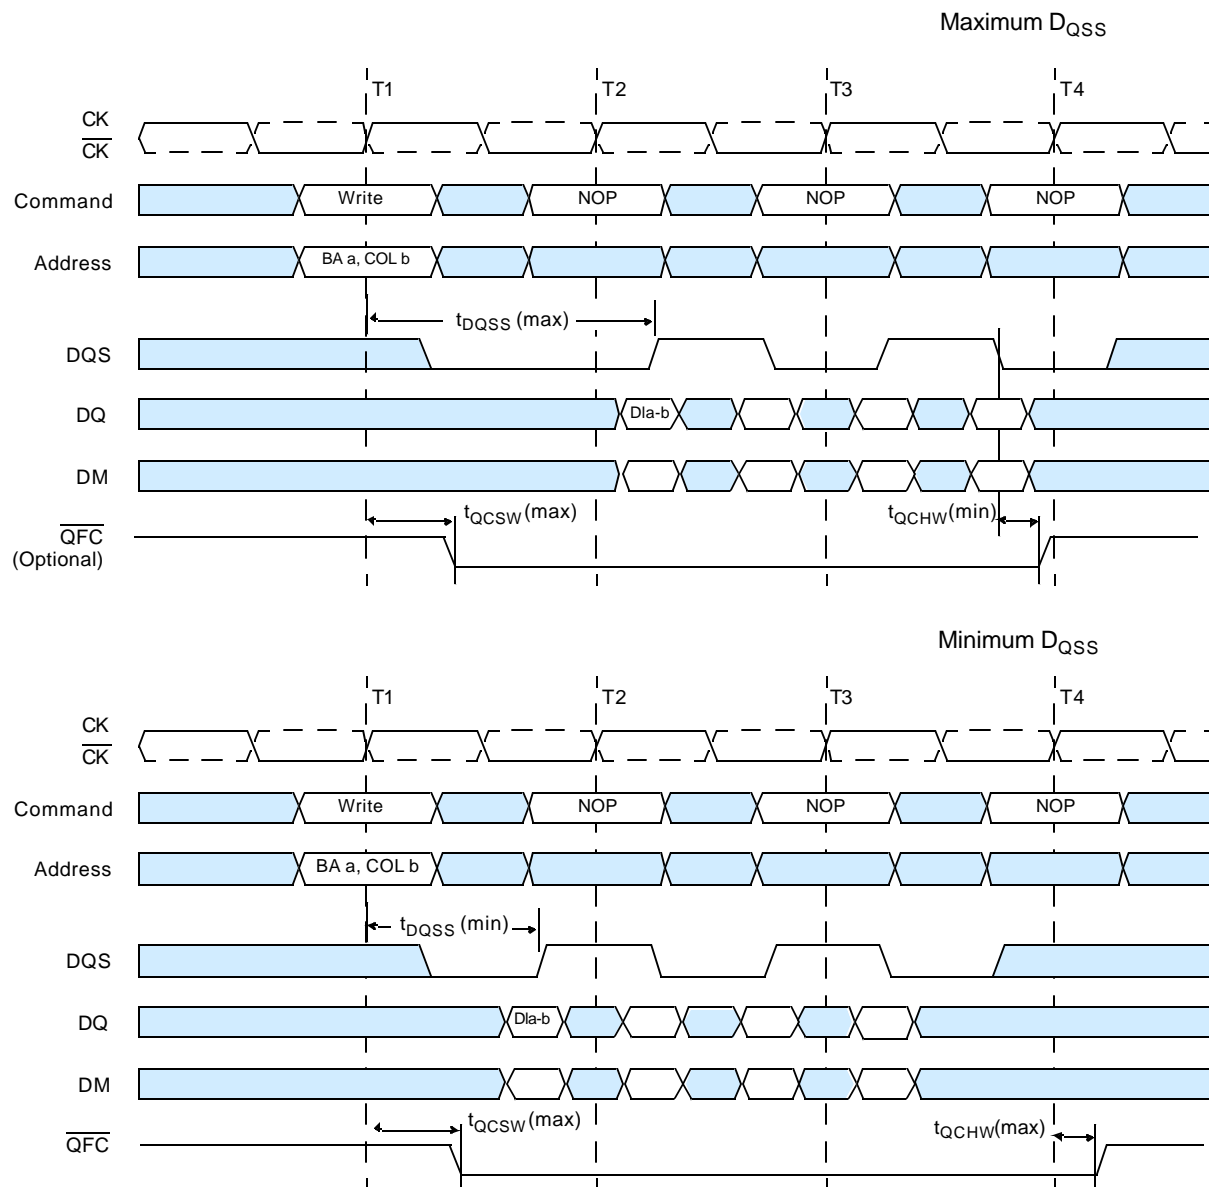 Maximum DQSS
T1 T2 T3 T4
CK
CK
Command Write NOP NOP NOP
Address BA a, COL b
tDQSS (max)
DQS
DQ DIa-b
DM
tQCSW(max) tQCHW(min)
QFC
(Optional)
Minimum DQSS
T1 T2 T3 T4
CK
CK
Command Write NOP NOP NOP
Address BA a, COL b
tDQSS (min)
DQS
DQ DIa-b
DM
tQCSW(max) tQCHW(max)
QFC